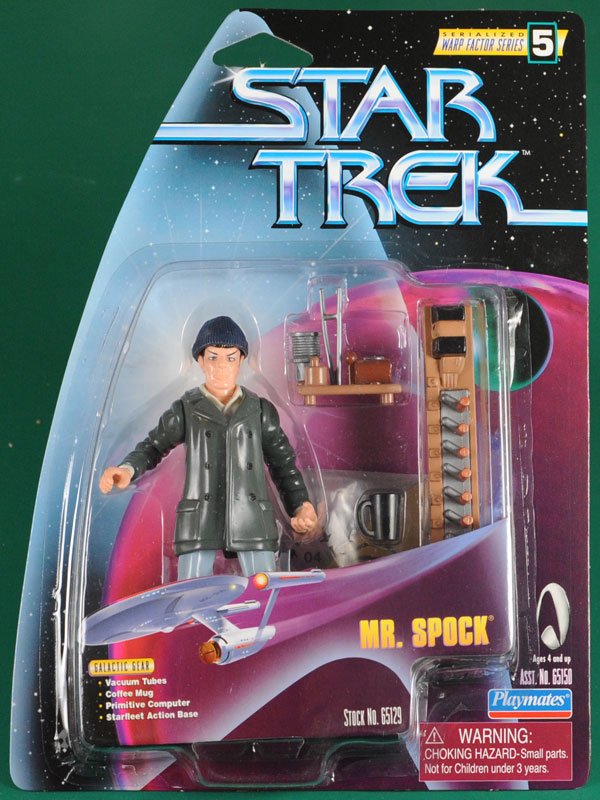 SERIALIZED
WARP FACTOR SERIES 5
STAR
TREK™
04
MR. SPOCK®
GALACTIC GEAR
• Vacuum Tubes
• Coffee Mug
• Primitive Computer
• Starfleet Action Base
STOCK NO. 65129
Ages 4 and up
ASST. NO. 65150
Playmates®
WARNING:
CHOKING HAZARD-Small parts.
Not for Children under 3 years.